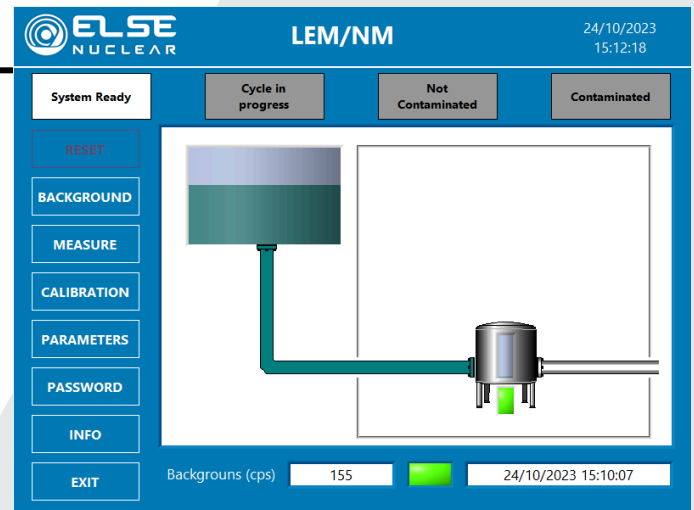 ELSE
NUCLEAR
LEM/NM
24/10/2023
15:12:18
System Ready
Cycle in
progress
Not
Contaminated
Contaminated
RESET
BACKGROUND
MEASURE
CALIBRATION
PARAMETERS
PASSWORD
INFO
EXIT
Backgrouns (cps)
155
24/10/2023 15:10:07